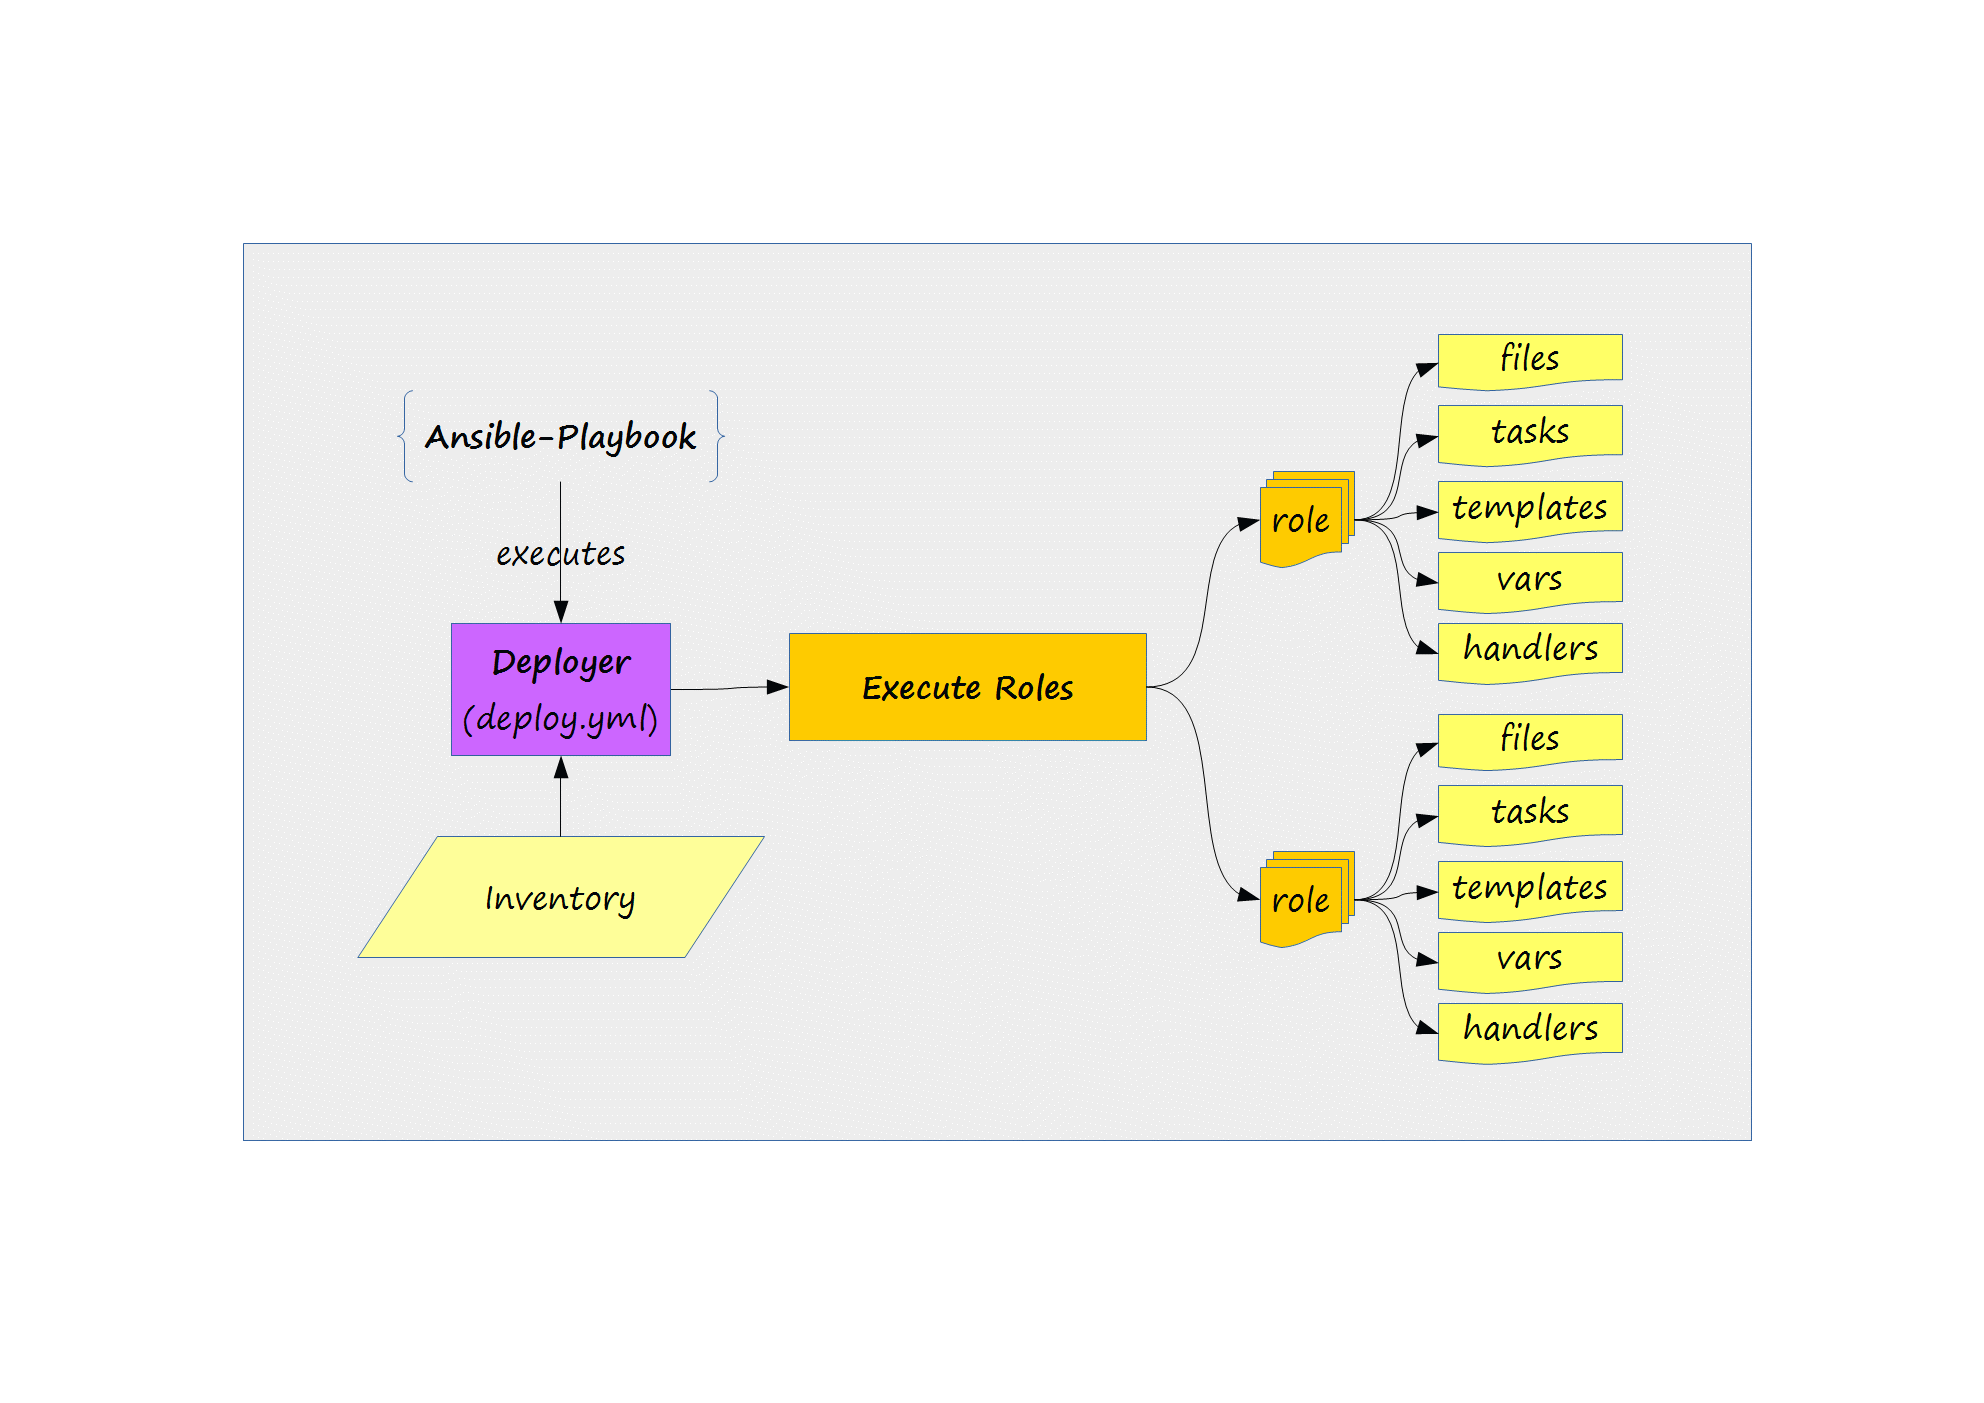 Ansible-Playbook
executes
Deployer
(deploy.yml)
Inventory
Execute Roles
role
files
tasks
templates
vars
handlers
role
files
tasks
templates
vars
handlers